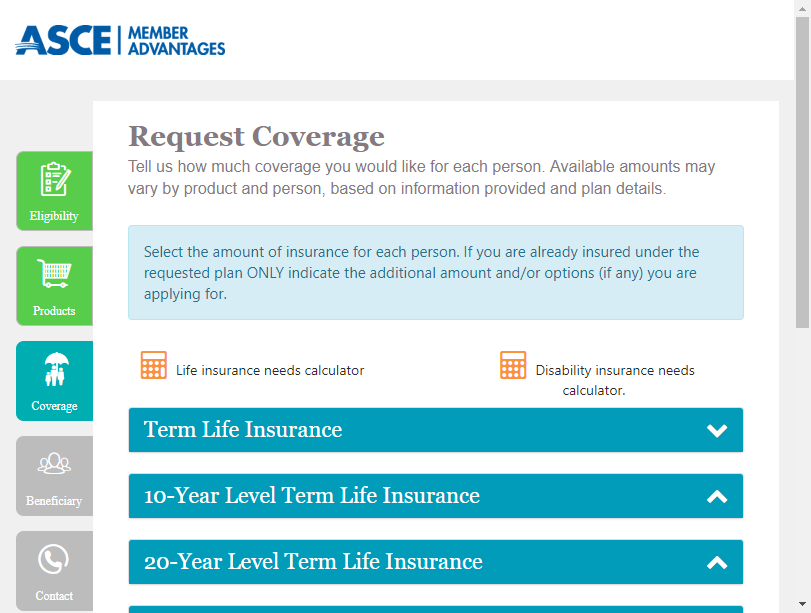 ASCE MEMBER
ADVANTAGES
Request Coverage
Tell us how much coverage you would like for each person. Available amounts may
vary by product and person, based on information provided and plan details.
Eligibility
Select the amount of insurance for each person. If you are already insured under the
requested plan ONLY indicate the additional amount and/or options (if any) you are
applying for.
Products
Life insurance needs calculator
Disability insurance needs
calculator.
Coverage
Term Life Insurance
10-Year Level Term Life Insurance
Beneficiary
20-Year Level Term Life Insurance
Contact